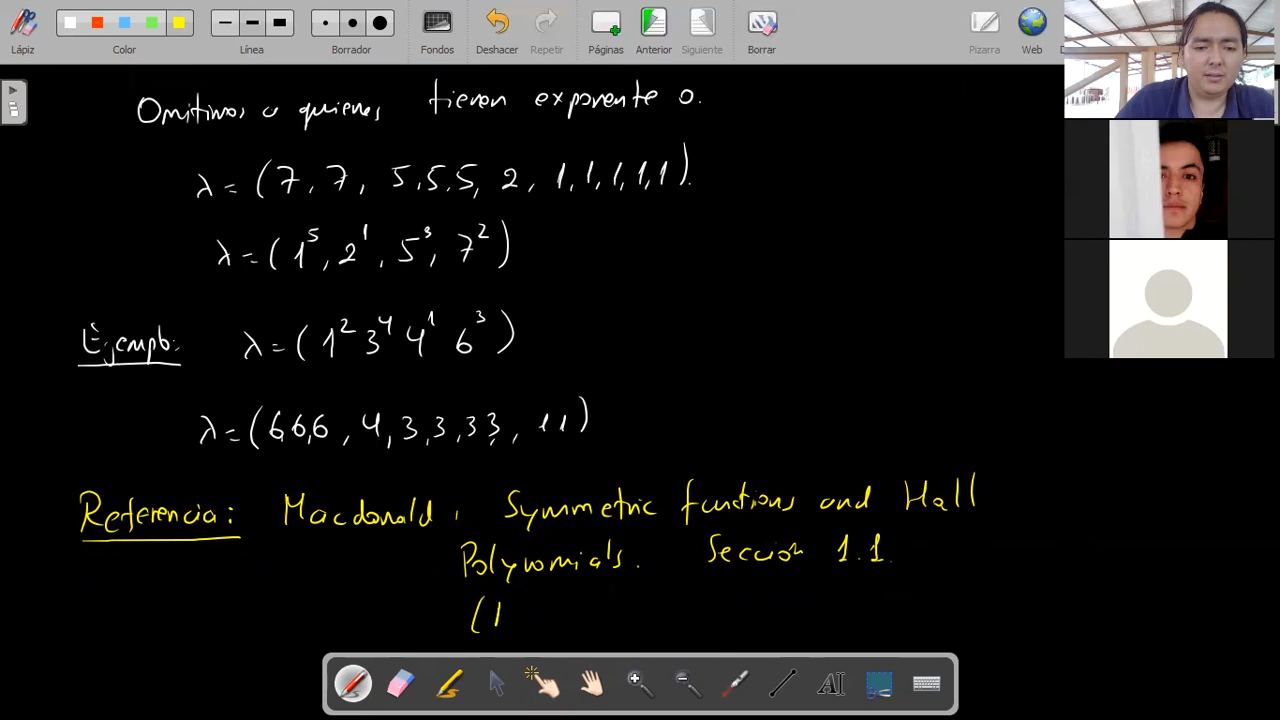 Lápiz Color Línea Borrador Fondos Deshacer Repetir Páginas Anterior Siguiente Borrar Pizarra Web
Omitimos a quienes tienen exponente 0.
λ = (7, 7, 5, 5, 5, 2, 1, 1, 1, 1, 1).
λ = (1⁵, 2¹, 5³, 7²)
Ejemplo: λ = (1² 3⁴ 4¹ 6³)
λ = (6,6,6, 4, 3, 3, 3 3, 1 1)
Referencia: Macdonald, Symmetric functions and Hall
Polynomials. Sección 1.1.
(1
AI